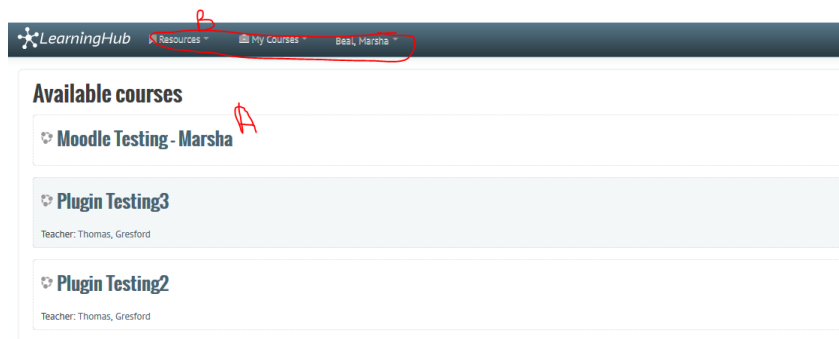 B
LearningHub Resources My Courses Beal, Marsha
Available courses
A
Moodle Testing - Marsha
Plugin Testing3
Teacher: Thomas, Gresford
Plugin Testing2
Teacher: Thomas, Gresford